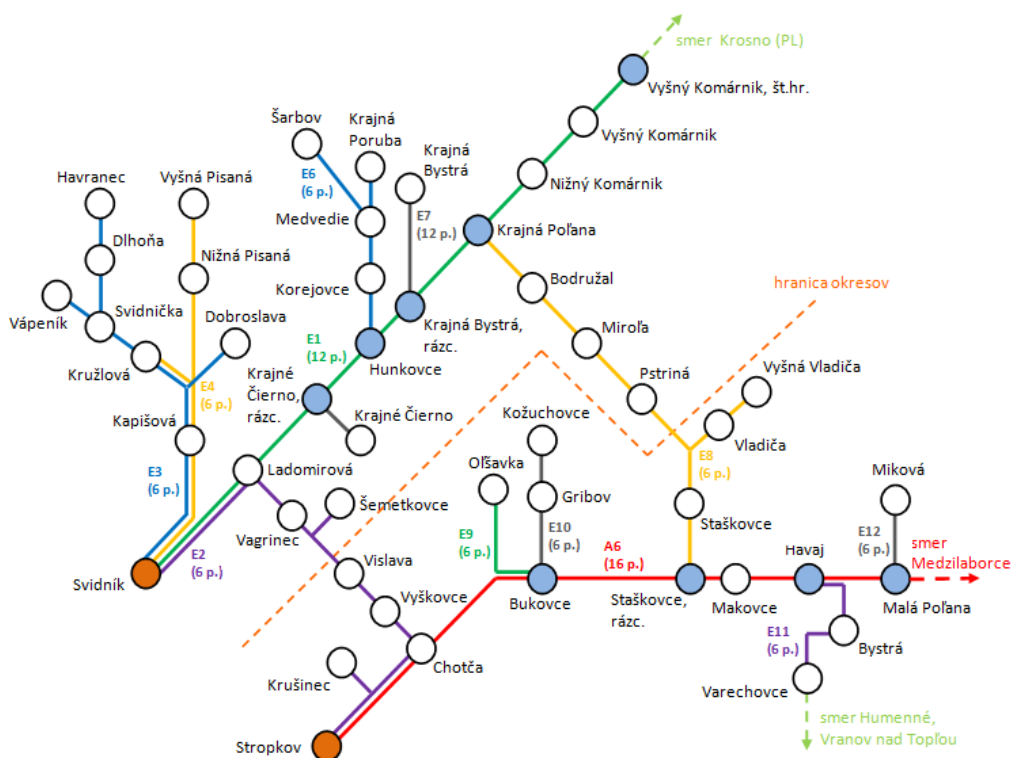 smer Krosno (PL)
Vyšný Komárnik, št.hr.
Vyšný Komárnik
Nižný Komárnik
Šarbov
Krajná
Poruba
Krajná
Bystrá
E6
(6 p.)
E7
(12 p.)
Havranec
Vyšná Pisaná
Medvedie
Krajná Poľana
Dlhoňa
Nižná Pisaná
Korejovce
Bodružal
hranica okresov
Vápeník
Svidnička
Dobroslava
Krajná Bystrá,
rázc.
Miroľa
E1
(12 p.)
Hunkovce
Kružlová
E4
(6 p.)
Krajné
Čierno,
rázc.
Pstriná
Vyšná Vladiča
Kapišová
Krajné Čierno
Kožuchovce
Vladiča
E3
(6 p.)
Ladomirová
Oľšavka
E8
(6 p.)
Miková
Šemetkovce
Gribov
Vagrinec
Staškovce
E2
(6 p.)
E9
(6 p.)
E10
(6 p.)
A6
(16 p.)
Havaj
E12
(6 p.)
smer
Medzilaborce
Svidník
Vislava
Bukovce
Staškovce,
rázc.
Makovce
Malá Poľana
Vyškovce
E11
(6 p.)
Bystrá
Chotča
Krušinec
Varechovce
Stropkov
smer Humenné,
Vranov nad Topľou